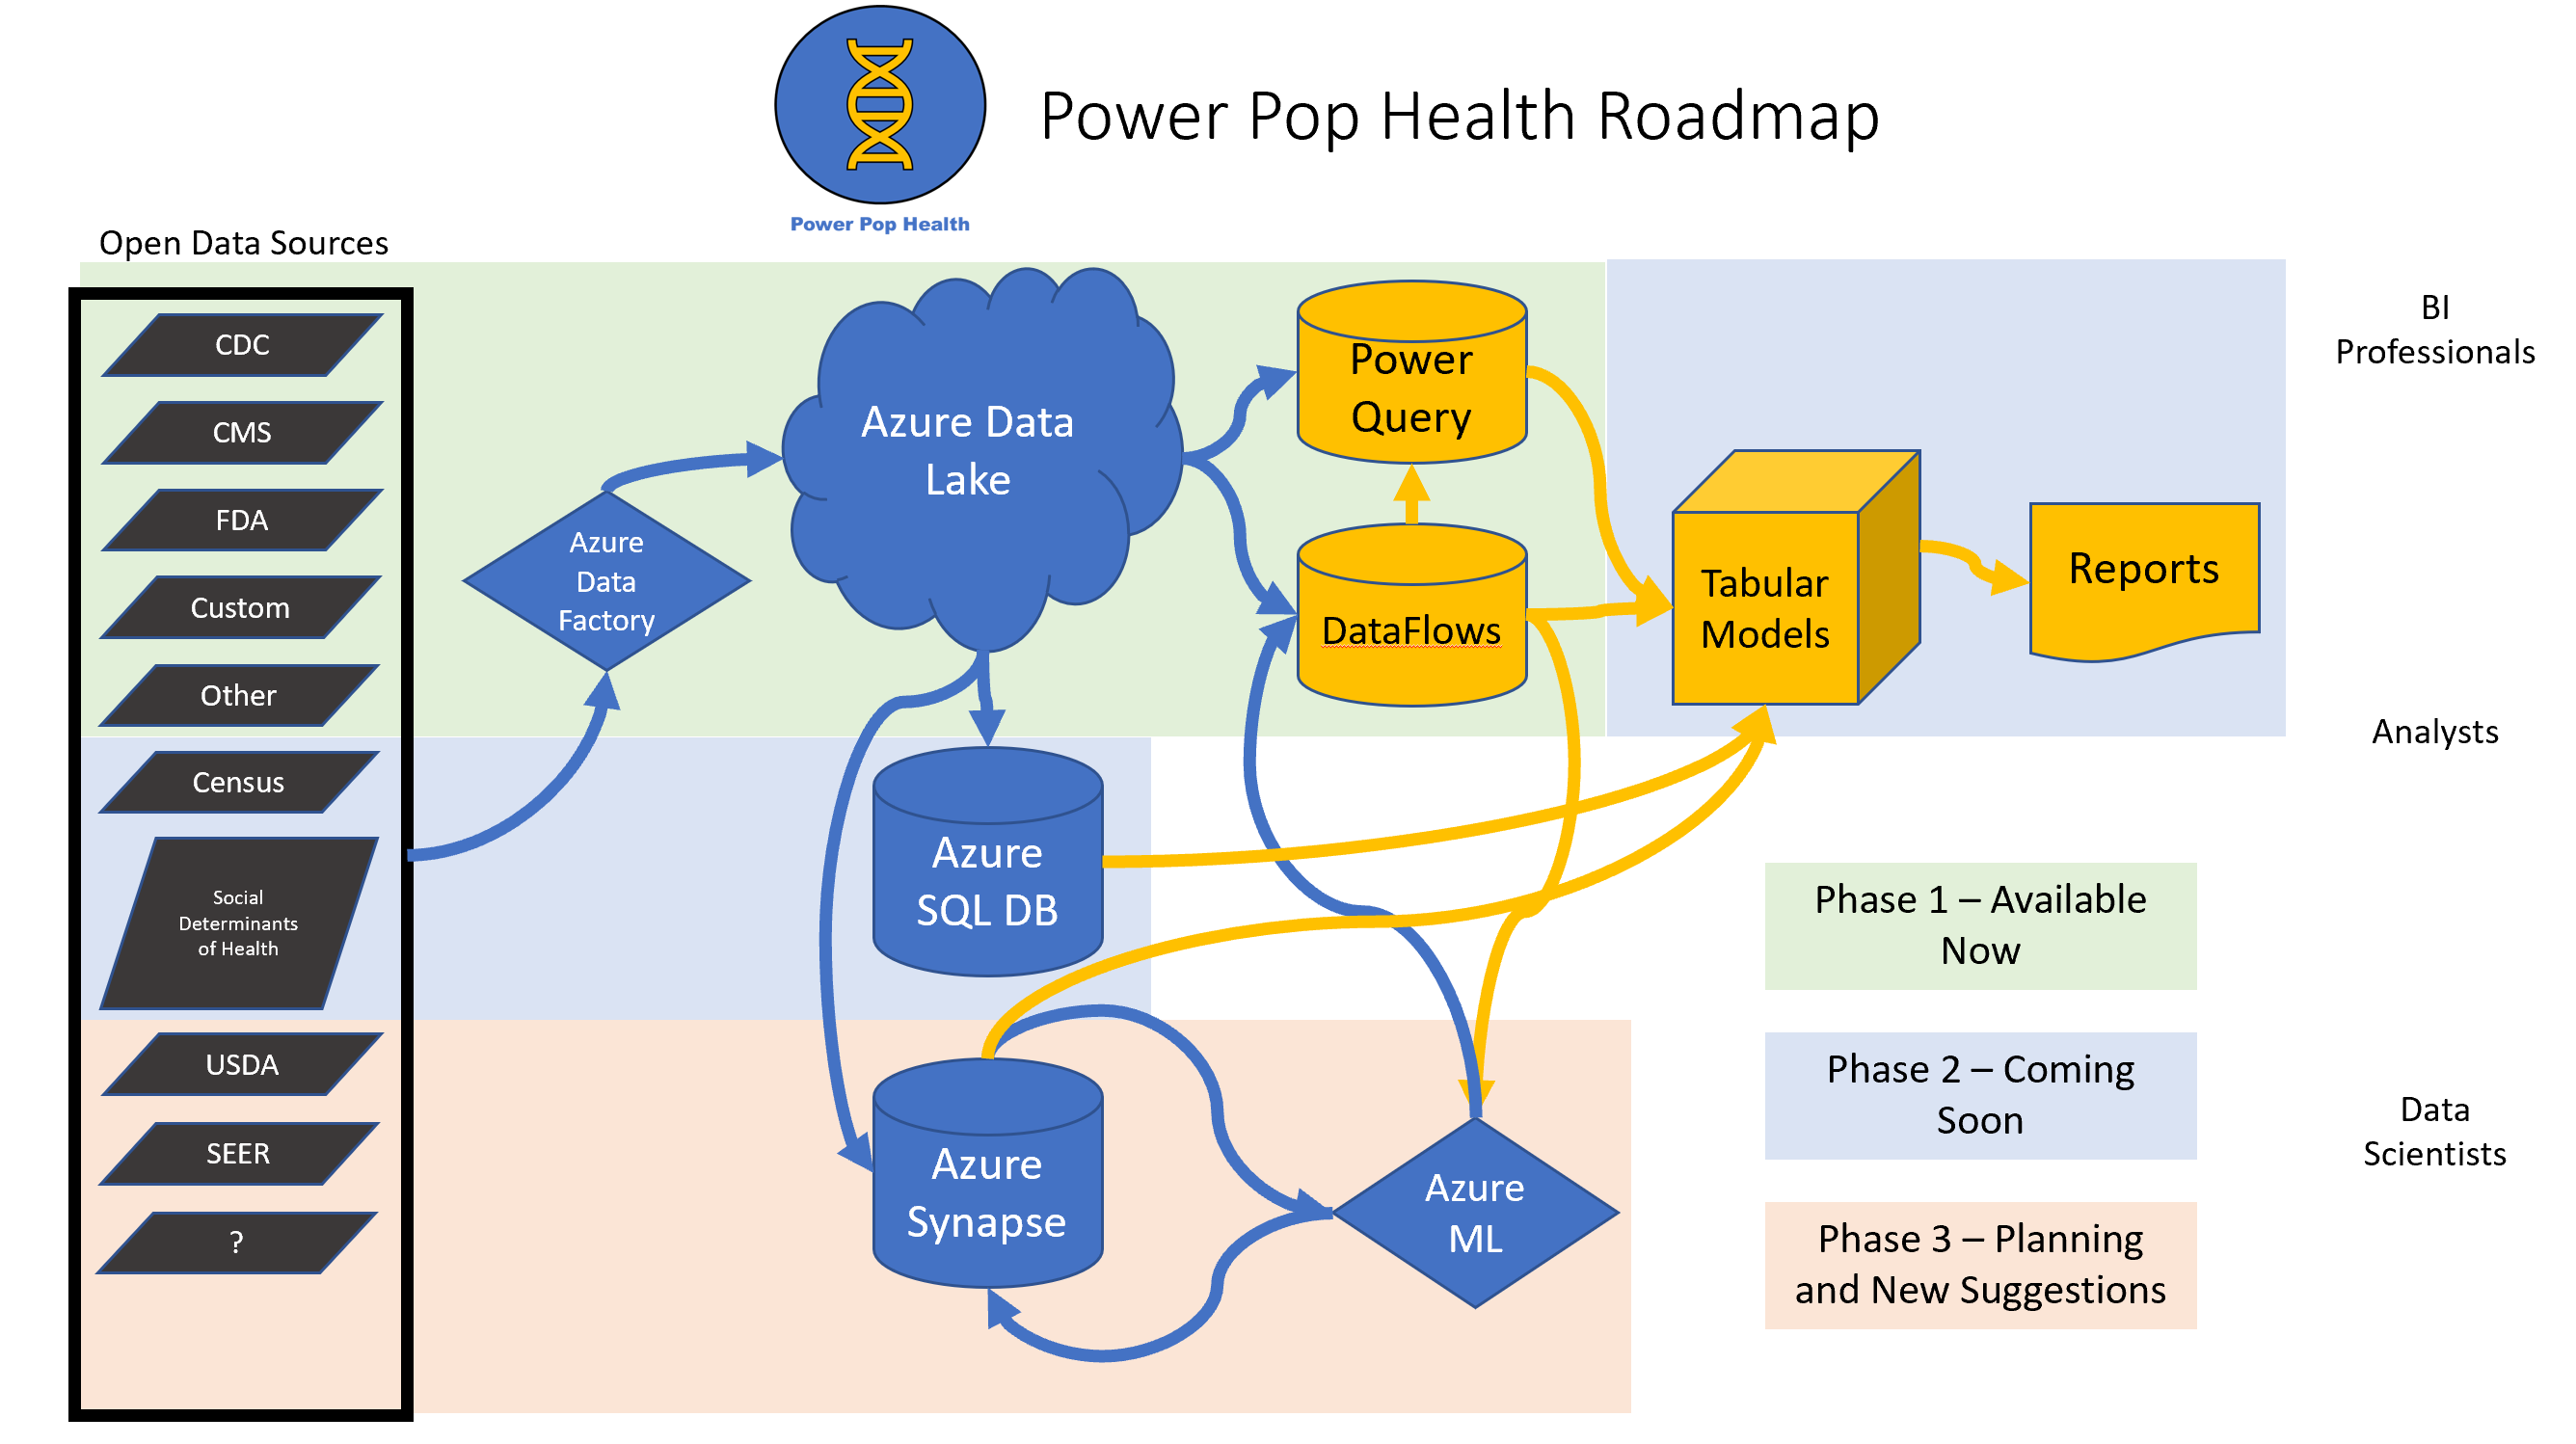 Power Pop Health Roadmap
Power Pop Health
Open Data Sources
CDC
CMS
FDA
Custom
Other
Census
Social
Determinants
of Health
USDA
SEER
?
Azure
Data
Factory
Azure Data
Lake
Power
Query
DataFlows
Tabular
Models
Reports
Azure
SQL DB
Azure
Synapse
Azure
ML
BI
Professionals
Analysts
Data
Scientists
Phase 1 – Available
Now
Phase 2 – Coming
Soon
Phase 3 – Planning
and New Suggestions